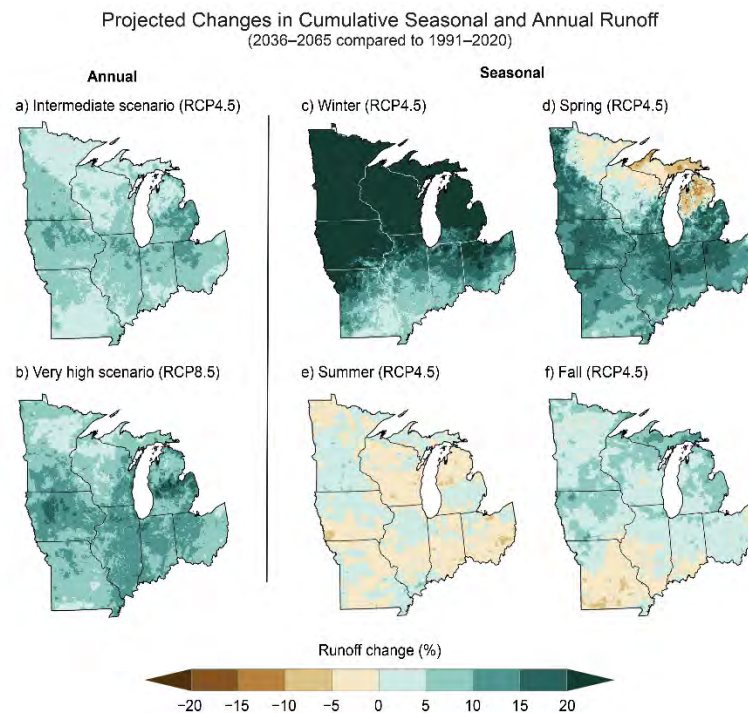 Projected Changes in Cumulative Seasonal and Annual Runoff
(2036–2065 compared to 1991–2020)
Annual
Seasonal
a) Intermediate scenario (RCP4.5)
c) Winter (RCP4.5)
d) Spring (RCP4.5)
b) Very high scenario (RCP8.5)
e) Summer (RCP4.5)
f) Fall (RCP4.5)
Runoff change (%)
−20 −15 −10 −5 0 5 10 15 20